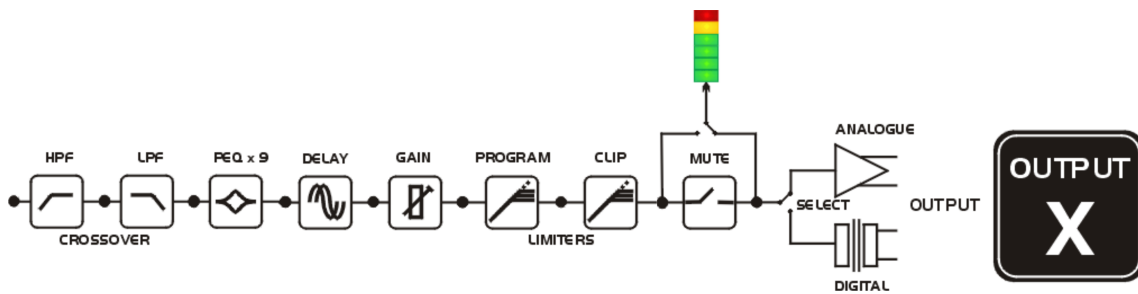 ANALOGUE
HPF LPF PEQ x 9 DELAY GAIN PROGRAM CLIP MUTE
OUTPUT
X
SELECT
OUTPUT
CROSSOVER LIMITERS
DIGITAL